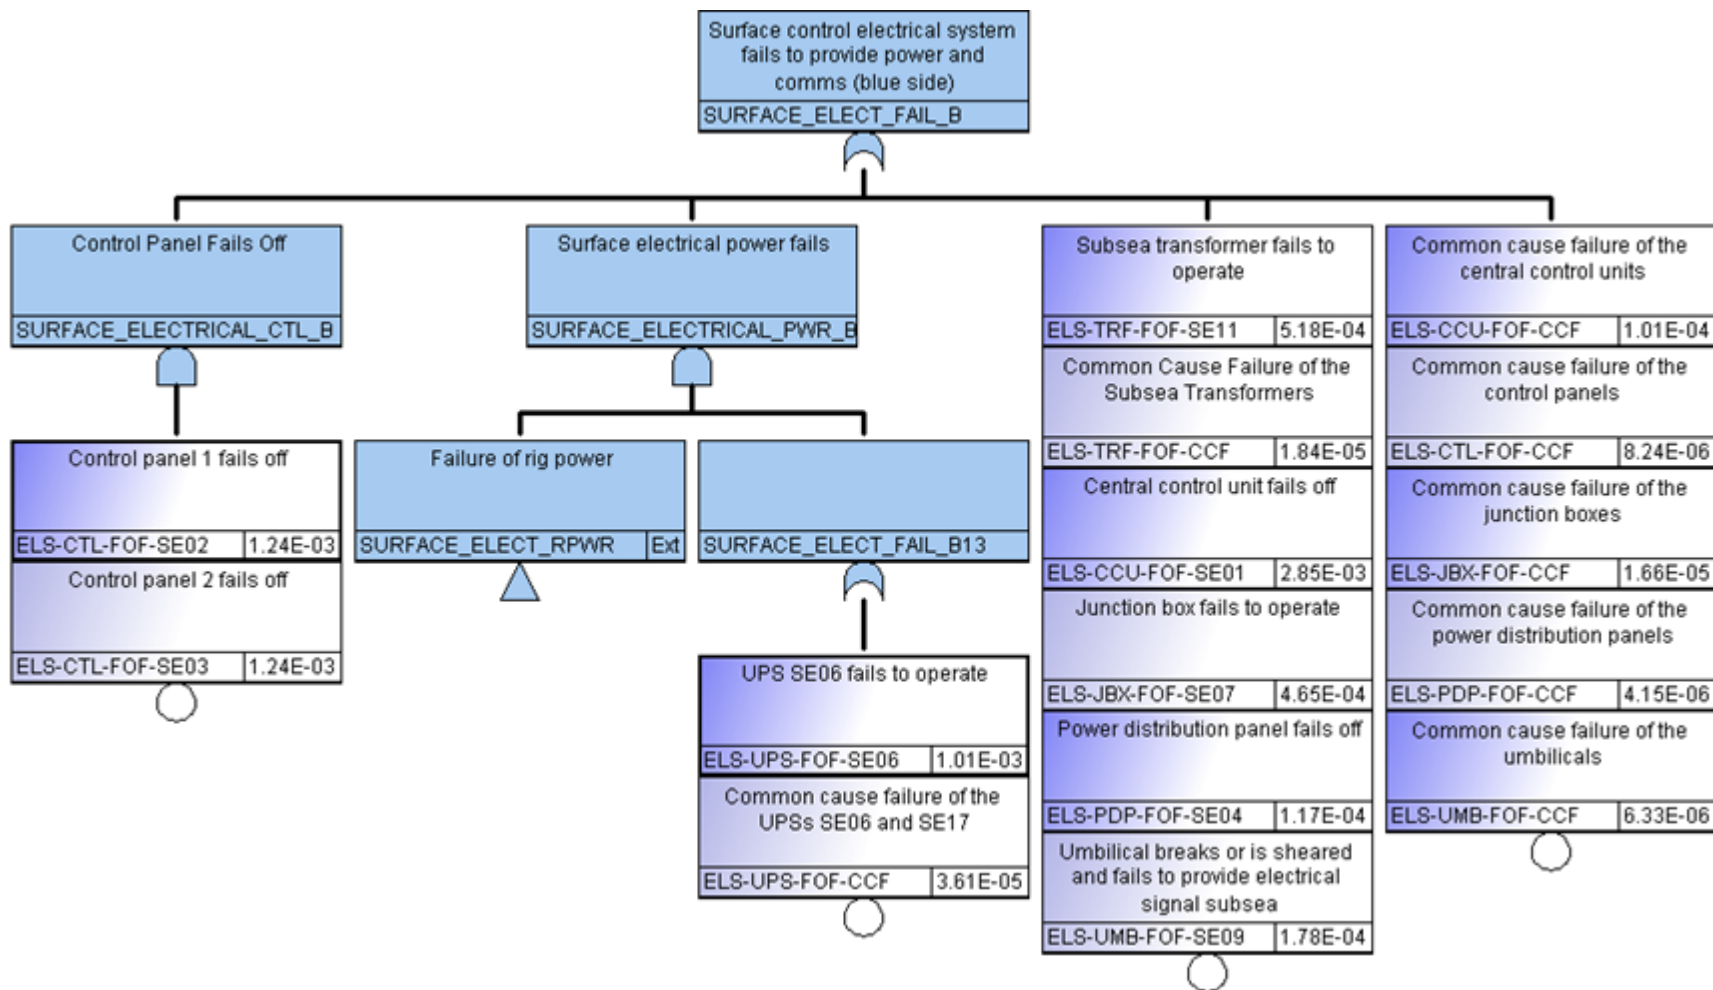 Surface control electrical system
fails to provide power and
comms (blue side)
SURFACE_ELECT_FAIL_B
Control Panel Fails Off
SURFACE_ELECTRICAL_CTL_B
Control panel 1 fails off
ELS-CTL-FOF-SE02 1.24E-03
Control panel 2 fails off
ELS-CTL-FOF-SE03 1.24E-03
Surface electrical power fails
SURFACE_ELECTRICAL_PWR_B
Failure of rig power
SURFACE_ELECT_RPWR Ext
SURFACE_ELECT_FAIL_B13
UPS SE06 fails to operate
ELS-UPS-FOF-SE06 1.01E-03
Common cause failure of the
UPSs SE06 and SE17
ELS-UPS-FOF-CCF 3.61E-05
Subsea transformer fails to
operate
ELS-TRF-FOF-SE11 5.18E-04
Common Cause Failure of the
Subsea Transformers
ELS-TRF-FOF-CCF 1.84E-05
Central control unit fails off
ELS-CCU-FOF-SE01 2.85E-03
Junction box fails to operate
ELS-JBX-FOF-SE07 4.65E-04
Power distribution panel fails off
ELS-PDP-FOF-SE04 1.17E-04
Umbilical breaks or is sheared
and fails to provide electrical
signal subsea
ELS-UMB-FOF-SE09 1.78E-04
Common cause failure of the
central control units
ELS-CCU-FOF-CCF 1.01E-04
Common cause failure of the
control panels
ELS-CTL-FOF-CCF 8.24E-06
Common cause failure of the
junction boxes
ELS-JBX-FOF-CCF 1.66E-05
Common cause failure of the
power distribution panels
ELS-PDP-FOF-CCF 4.15E-06
Common cause failure of the
umbilicals
ELS-UMB-FOF-CCF 6.33E-06